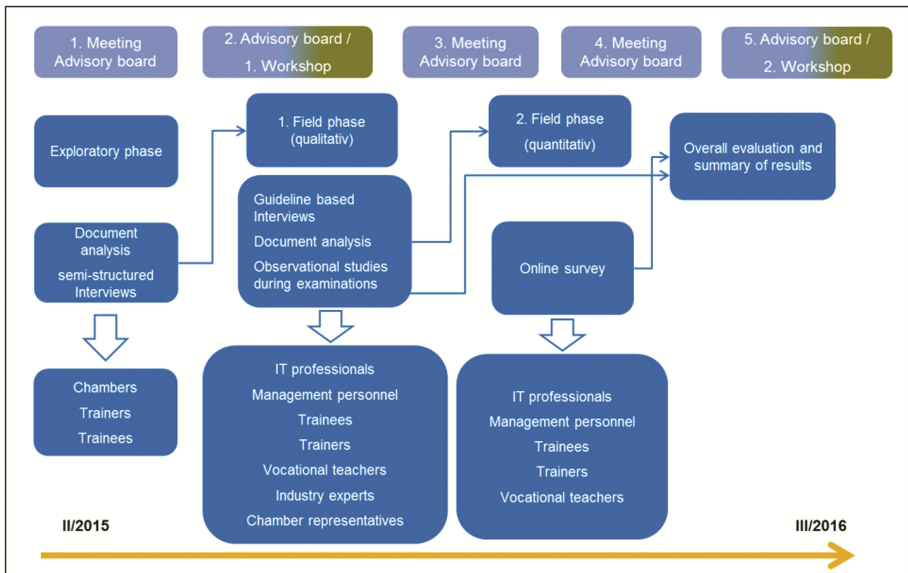 1. Meeting
Advisory board
2. Advisory board /
1. Workshop
3. Meeting
Advisory board
4. Meeting
Advisory board
5. Advisory board /
2. Workshop
Exploratory phase
1. Field phase
(qualitativ)
2. Field phase
(quantitativ)
Overall evaluation and
summary of results
Document
analysis
semi-structured
Interviews
Guideline based
Interviews
Document analysis
Observational studies
during examinations
Online survey
Chambers
Trainers
Trainees
IT professionals
Management personnel
Trainees
Trainers
Vocational teachers
Industry experts
Chamber representatives
IT professionals
Management personnel
Trainees
Trainers
Vocational teachers
II/2015
III/2016